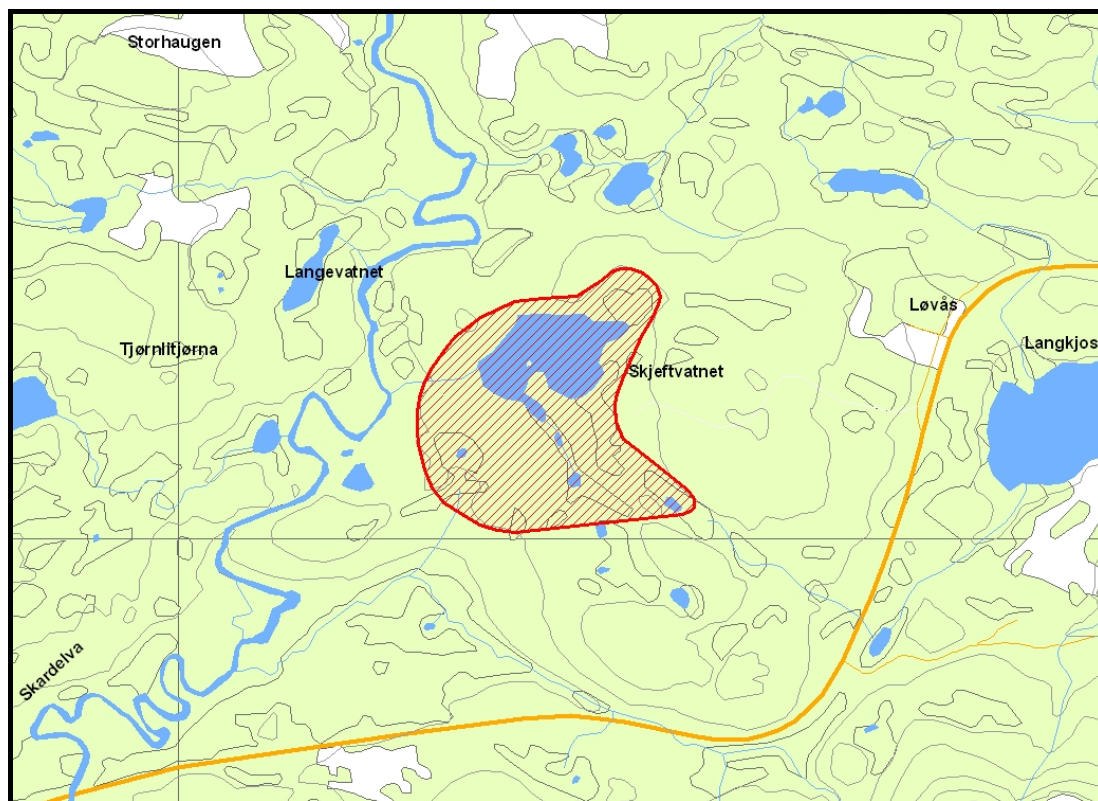 Storhaugen
Langevatnet
Løvås
Tjørnlitjørna
Langkjos
Skjeftvatnet
Skardelva